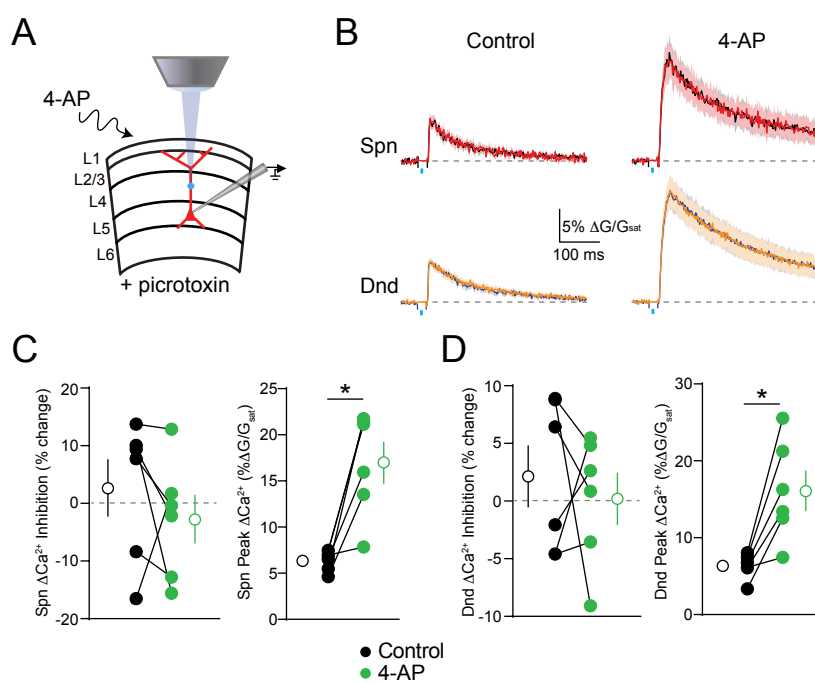 A
4-AP
L1
L2/3
L4
L5
L6
+ picrotoxin
B
Control
4-AP
Spn
5% ΔG/Gsat
100 ms
Dnd
C
Spn ΔCa²⁺ Inhibition (% change)
20
10
0
-10
-20
Spn Peak ΔCa²⁺ (%ΔG/Gsat)
25
20
15
10
5
0
*
D
Dnd ΔCa²⁺ Inhibition (% change)
10
5
0
-5
-10
Dnd Peak ΔCa²⁺ (%ΔG/Gsat)
30
20
10
0
*
Control
4-AP